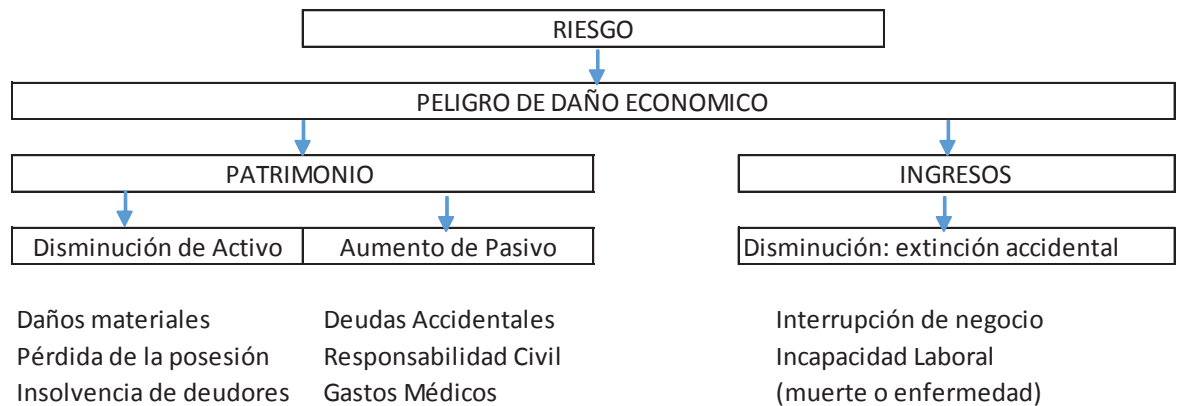 RIESGO
PELIGRO DE DAÑO ECONOMICO
PATRIMONIO
INGRESOS
Disminución de Activo
Aumento de Pasivo
Disminución: extinción accidental
Daños materiales
Deudas Accidentales
Interrupción de negocio
Pérdida de la posesión
Responsabilidad Civil
Incapacidad Laboral
Insolvencia de deudores
Gastos Médicos
(muerte o enfermedad)